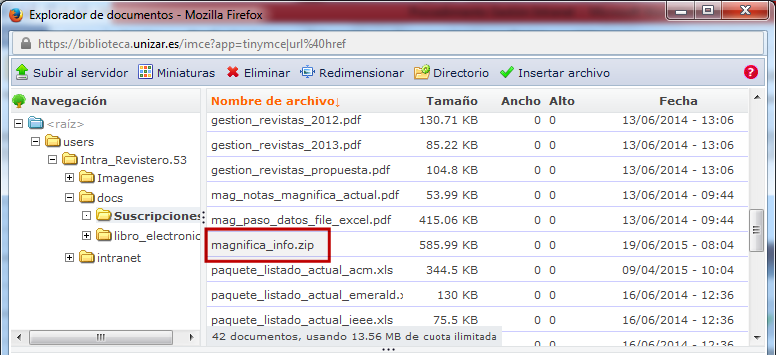 Explorador de documentos - Mozilla Firefox
https://biblioteca.unizar.es/imce?app=tinymce|url%40href
Subir al servidor Miniaturas Eliminar Redimensionar Directorio Insertar archivo ?
Navegación
<raíz>
users
Intra_Revistero.53
Imagenes
docs
Suscripciones
libro_electronic
intranet
Nombre de archivo↓ Tamaño Ancho Alto Fecha
gestion_revistas_2012.pdf 130.71 KB 0 0 13/06/2014 - 13:06
gestion_revistas_2013.pdf 85.22 KB 0 0 13/06/2014 - 13:06
gestion_revistas_propuesta.pdf 104.8 KB 0 0 13/06/2014 - 13:06
mag_notas_magnifica_actual.pdf 53.99 KB 0 0 13/06/2014 - 09:44
mag_paso_datos_file_excel.pdf 415.06 KB 0 0 13/06/2014 - 09:44
magnifica_info.zip 585.99 KB 0 0 19/06/2015 - 08:04
paquete_listado_actual_acm.xls 344.5 KB 0 0 09/04/2015 - 10:04
paquete_listado_actual_emerald.x 130 KB 0 0 16/06/2014 - 12:36
paquete_listado_actual_ieee.xls 75.5 KB 0 0 16/06/2014 - 12:36
42 documentos, usando 13.56 MB de cuota ilimitada